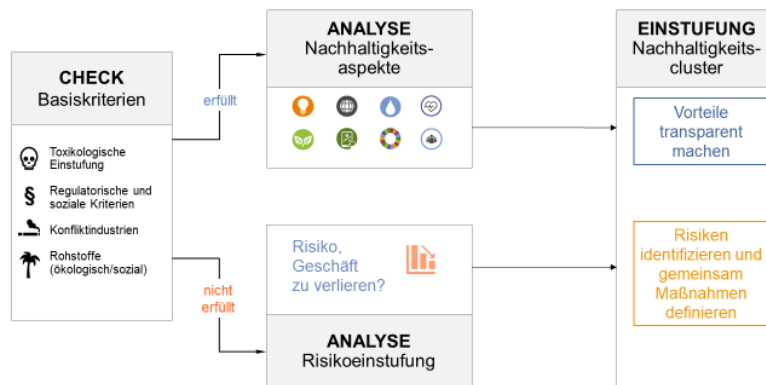 CHECK
Basiskriterien
Toxikologische
Einstufung
§
Regulatorische und
soziale Kriterien
Konfliktindustrien
Rohstoffe
(ökologisch/sozial)
erfüllt
nicht
erfüllt
ANALYSE
Nachhaltigkeits-
aspekte
Risiko,
Geschäft
zu verlieren?
ANALYSE
Risikoeinstufung
EINSTUFUNG
Nachhaltigkeits-
cluster
Vorteile
transparent
machen
Risiken
identifizieren und
gemeinsam
Maßnahmen
definieren